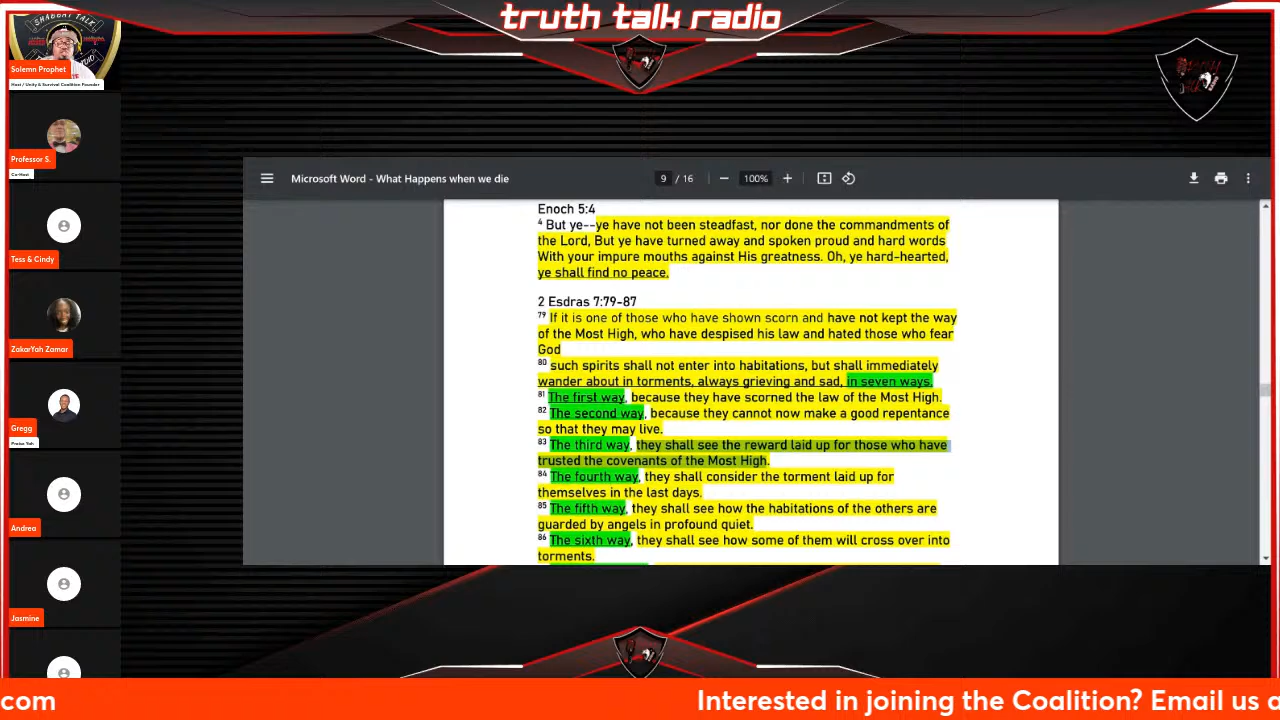 truth talk radio
SHABBAT TALK
Solemn Prophet
Host / Unity & Survival Coalition Founder
Professor S.
Co-Host
Tess & Cindy
ZakarYah Zamar
Gregg
Praise Yah
Andrea
Jasmine
Microsoft Word - What Happens when we die
9 / 16
100%
Enoch 5:4
4 But ye--ye have not been steadfast, nor done the commandments of
the Lord, But ye have turned away and spoken proud and hard words
With your impure mouths against His greatness. Oh, ye hard-hearted,
ye shall find no peace.
2 Esdras 7:79-87
79 If it is one of those who have shown scorn and have not kept the way
of the Most High, who have despised his law and hated those who fear
God
80 such spirits shall not enter into habitations, but shall immediately
wander about in torments, always grieving and sad, in seven ways.
81 The first way, because they have scorned the law of the Most High.
82 The second way, because they cannot now make a good repentance
so that they may live.
83 The third way, they shall see the reward laid up for those who have
trusted the covenants of the Most High.
84 The fourth way, they shall consider the torment laid up for
themselves in the last days.
85 The fifth way, they shall see how the habitations of the others are
guarded by angels in profound quiet.
86 The sixth way, they shall see how some of them will cross over into
torments.
com
Interested in joining the Coalition? Email us